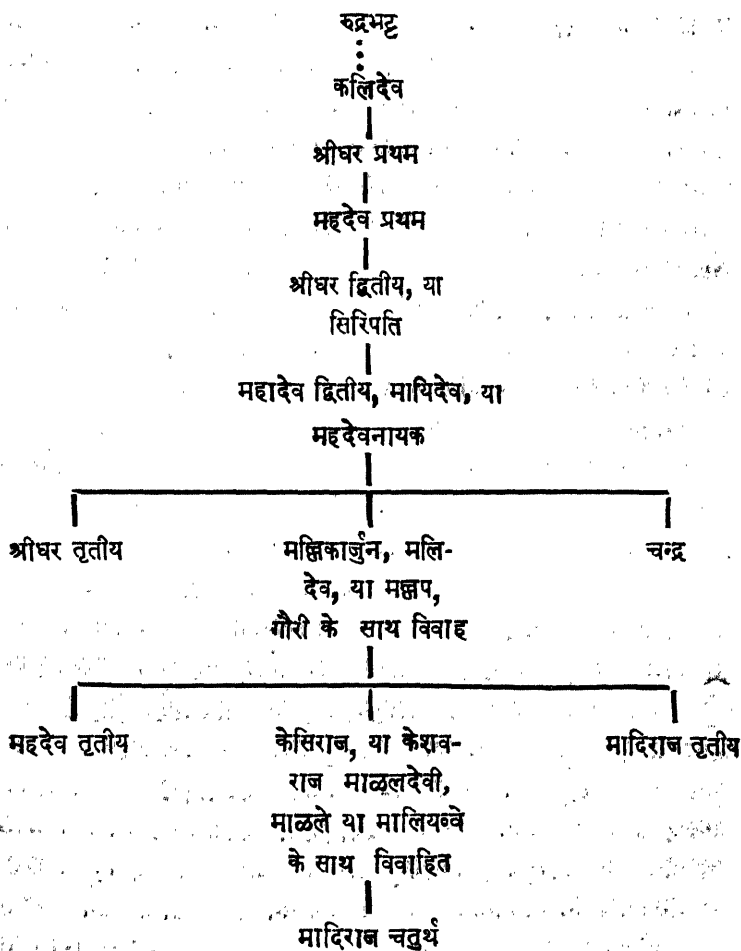 रुद्रभट्ट
कलिदेव
श्रीधर प्रथम
महदेव प्रथम
श्रीधर द्वितीय, या
सिरिपति
महादेव द्वितीय, मायिदेव, या
महदेवनायक
श्रीधर तृतीय
मल्लिकार्जुन, मलि-
देव, या मल्लप,
गौरी के साथ विवाह
चन्द्र
महदेव तृतीय
केसिराज, या केशव-
राज माळलदेवी,
माळले या मालियव्वे
के साथ विवाहित
मादिराज तृतीय
मादिराज चतुर्थ